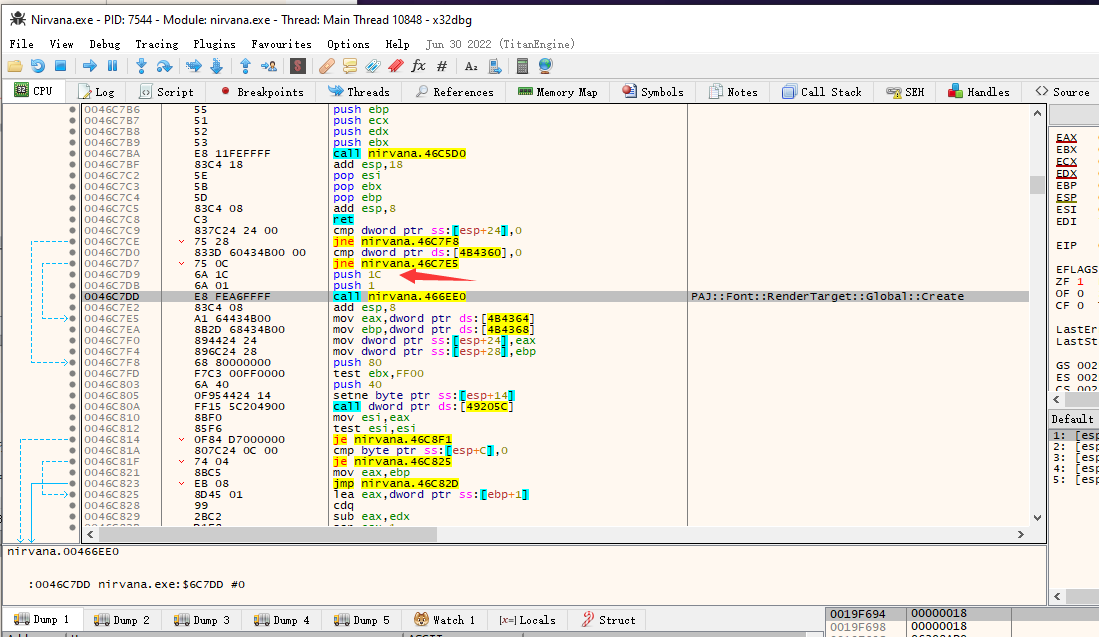 Nirvana.exe - PID: 7544 - Module: nirvana.exe - Thread: Main Thread 10848 - x32dbg
File View Debug Tracing Plugins Favourites Options Help Jun 30 2022 (TitanEngine)
CPU Log Script Breakpoints Threads References Memory Map Symbols Notes Call Stack SEH Handles Source
0046C7B6 55 push ebp
0046C7B7 51 push ecx
0046C7B8 52 push edx
0046C7B9 53 push ebx
0046C7BA E8 11FEFFFF call nirvana.46C5D0
0046C7BF 83C4 18 add esp,18
0046C7C2 5E pop esi
0046C7C3 5B pop ebx
0046C7C4 5D pop ebp
0046C7C5 83C4 08 add esp,8
0046C7C8 C3 ret
0046C7C9 837C24 24 00 cmp dword ptr ss:[esp+24],0
0046C7CE 75 28 jne nirvana.46C7F8
0046C7D0 833D 60434B00 00 cmp dword ptr ds:[4B4360],0
0046C7D7 75 0C jne nirvana.46C7E5
0046C7D9 6A 1C push 1C
0046C7DB 6A 01 push 1
0046C7DD E8 FEA6FFFF call nirvana.466EE0 PAJ::Font::RenderTarget::Global::Create
0046C7E2 83C4 08 add esp,8
0046C7E5 A1 64434B00 mov eax,dword ptr ds:[4B4364]
0046C7EA 8B2D 68434B00 mov ebp,dword ptr ds:[4B4368]
0046C7F0 894424 24 mov dword ptr ss:[esp+24],eax
0046C7F4 896C24 28 mov dword ptr ss:[esp+28],ebp
0046C7F8 68 80000000 push 80
0046C7FD F7C3 00FF0000 test ebx,FF00
0046C803 6A 40 push 40
0046C805 0F954424 14 setne byte ptr ss:[esp+14]
0046C80A FF15 5C204900 call dword ptr ds:[49205C]
0046C810 8BF0 mov esi,eax
0046C812 85F6 test esi,esi
0046C814 0F84 D7000000 je nirvana.46C8F1
0046C81A 807C24 0C 00 cmp byte ptr ss:[esp+C],0
0046C81F 74 04 je nirvana.46C825
0046C821 8BC5 mov eax,ebp
0046C823 EB 08 jmp nirvana.46C82D
0046C825 8D45 01 lea eax,dword ptr ss:[ebp+1]
0046C828 99 cdq
0046C829 2BC2 sub eax,edx
EAX
EBX
ECX
EDX
EBP
ESP
ESI
EDI
EIP
EFLAGS
ZF 1
OF 0
CF 0
LastEr
LastSt
GS 002
ES 002
Default
1: [esp
2: [esp
3: [esp
4: [esp
5: [esp
nirvana.00466EE0
:0046C7DD nirvana.exe:$6C7DD #0
Dump 1 Dump 2 Dump 3 Dump 4 Dump 5 Watch 1 [x=] Locals Struct
0019F694 00000018
0019F698 00000018